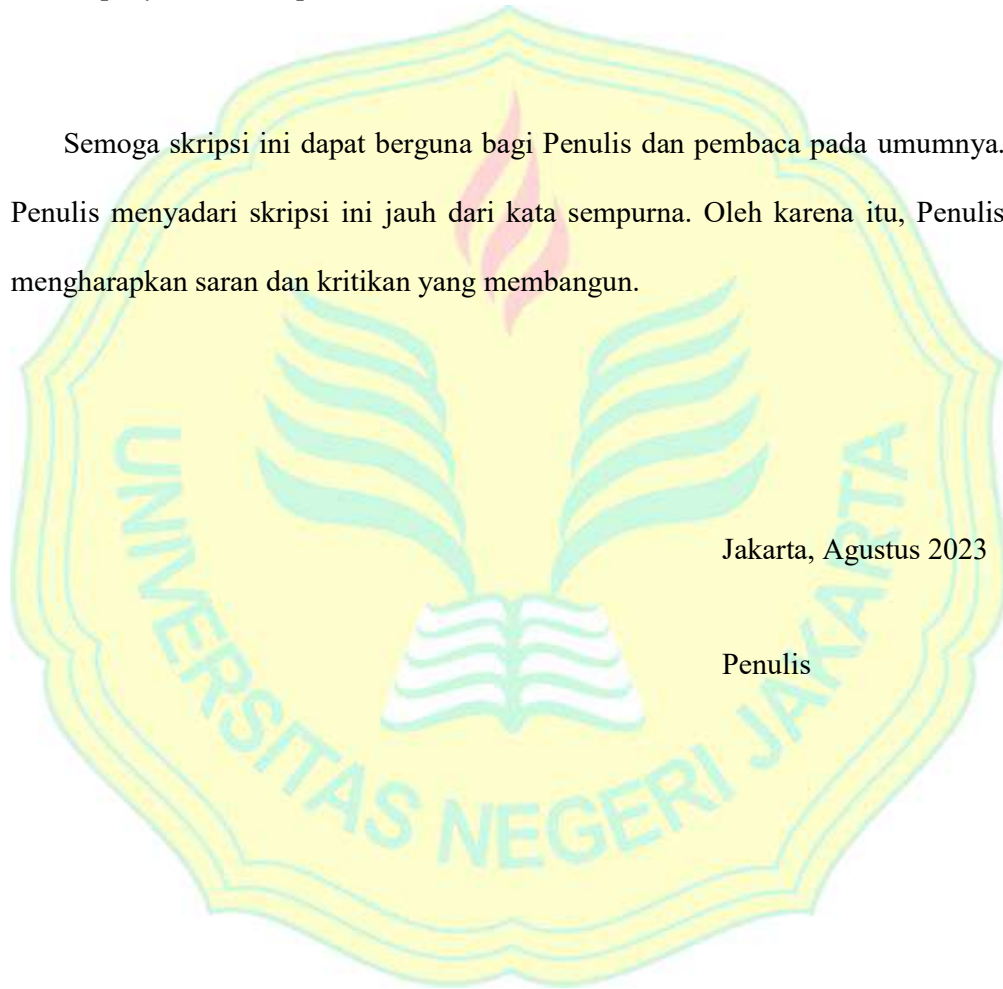 Semoga skripsi ini dapat berguna bagi Penulis dan pembaca pada umumnya.
Penulis menyadari skripsi ini jauh dari kata sempurna. Oleh karena itu, Penulis
mengharapkan saran dan kritikan yang membangun.
Jakarta, Agustus 2023
Penulis
UNIVERSITAS NEGERI JAKARTA